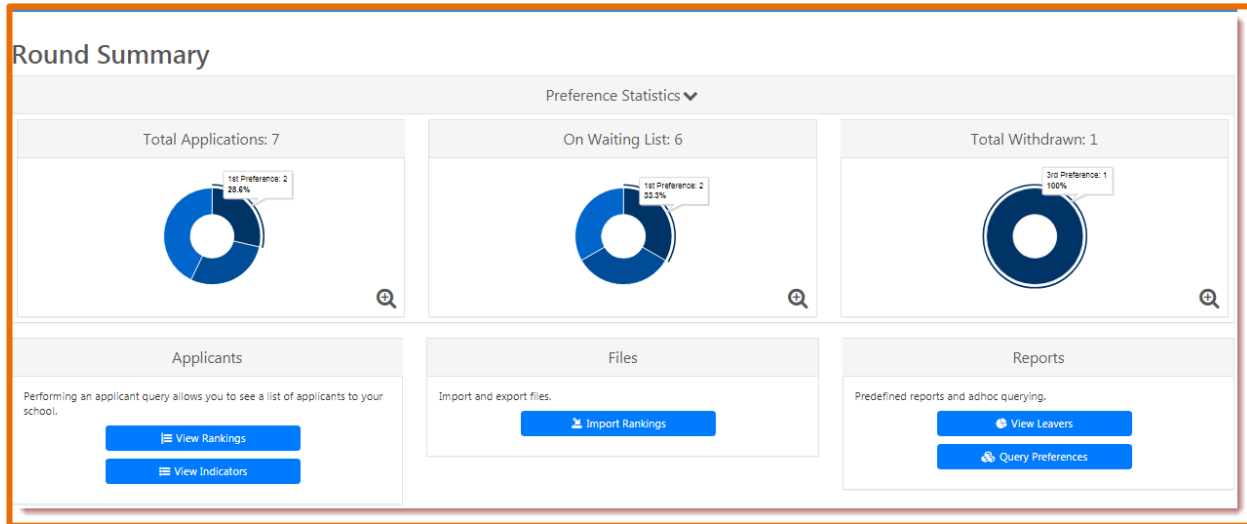 Round Summary
Preference Statistics
Total Applications: 7
1st Preference: 2
28.6%
On Waiting List: 6
1st Preference: 2
33.3%
Total Withdrawn: 1
3rd Preference: 1
100%
Applicants
Performing an applicant query allows you to see a list of applicants to your
school.
View Rankings
View Indicators
Files
Import and export files.
Import Rankings
Reports
Predefined reports and adhoc querying.
View Leavers
Query Preferences